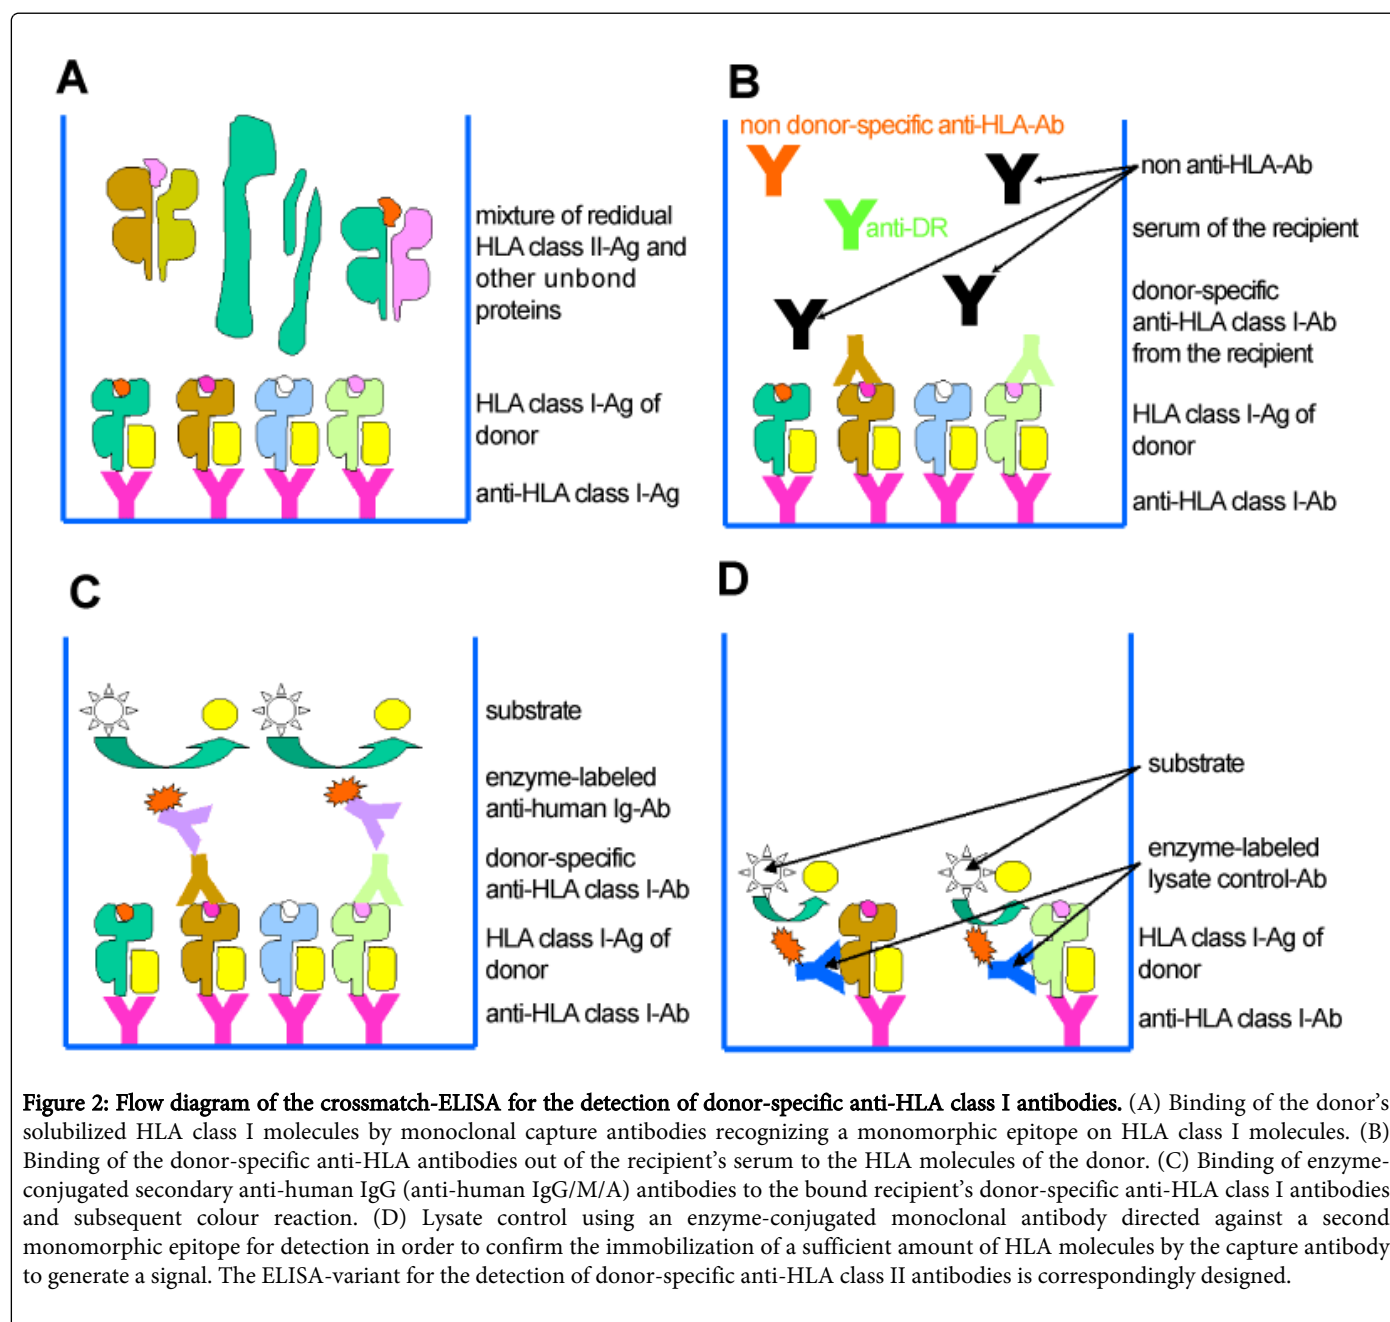 A
mixture of redidual
HLA class II-Ag and
other unbond
proteins
HLA class I-Ag of
donor
anti-HLA class I-Ag
B
non donor-specific anti-HLA-Ab
non anti-HLA-Ab
anti-DR
serum of the recipient
donor-specific
anti-HLA class I-Ab
from the recipient
HLA class I-Ag of
donor
anti-HLA class I-Ab
C
substrate
enzyme-labeled
anti-human Ig-Ab
donor-specific
anti-HLA class I-Ab
HLA class I-Ag of
donor
anti-HLA class I-Ab
D
substrate
enzyme-labeled
lysate control-Ab
HLA class I-Ag of
donor
anti-HLA class I-Ab
Figure 2: Flow diagram of the crossmatch-ELISA for the detection of donor-specific anti-HLA class I antibodies. (A) Binding of the donor's
solubilized HLA class I molecules by monoclonal capture antibodies recognizing a monomorphic epitope on HLA class I molecules. (B)
Binding of the donor-specific anti-HLA antibodies out of the recipient's serum to the HLA molecules of the donor. (C) Binding of enzyme-
conjugated secondary anti-human IgG (anti-human IgG/M/A) antibodies to the bound recipient's donor-specific anti-HLA class I antibodies
and subsequent colour reaction. (D) Lysate control using an enzyme-conjugated monoclonal antibody directed against a second
monomorphic epitope for detection in order to confirm the immobilization of a sufficient amount of HLA molecules by the capture antibody
to generate a signal. The ELISA-variant for the detection of donor-specific anti-HLA class II antibodies is correspondingly designed.